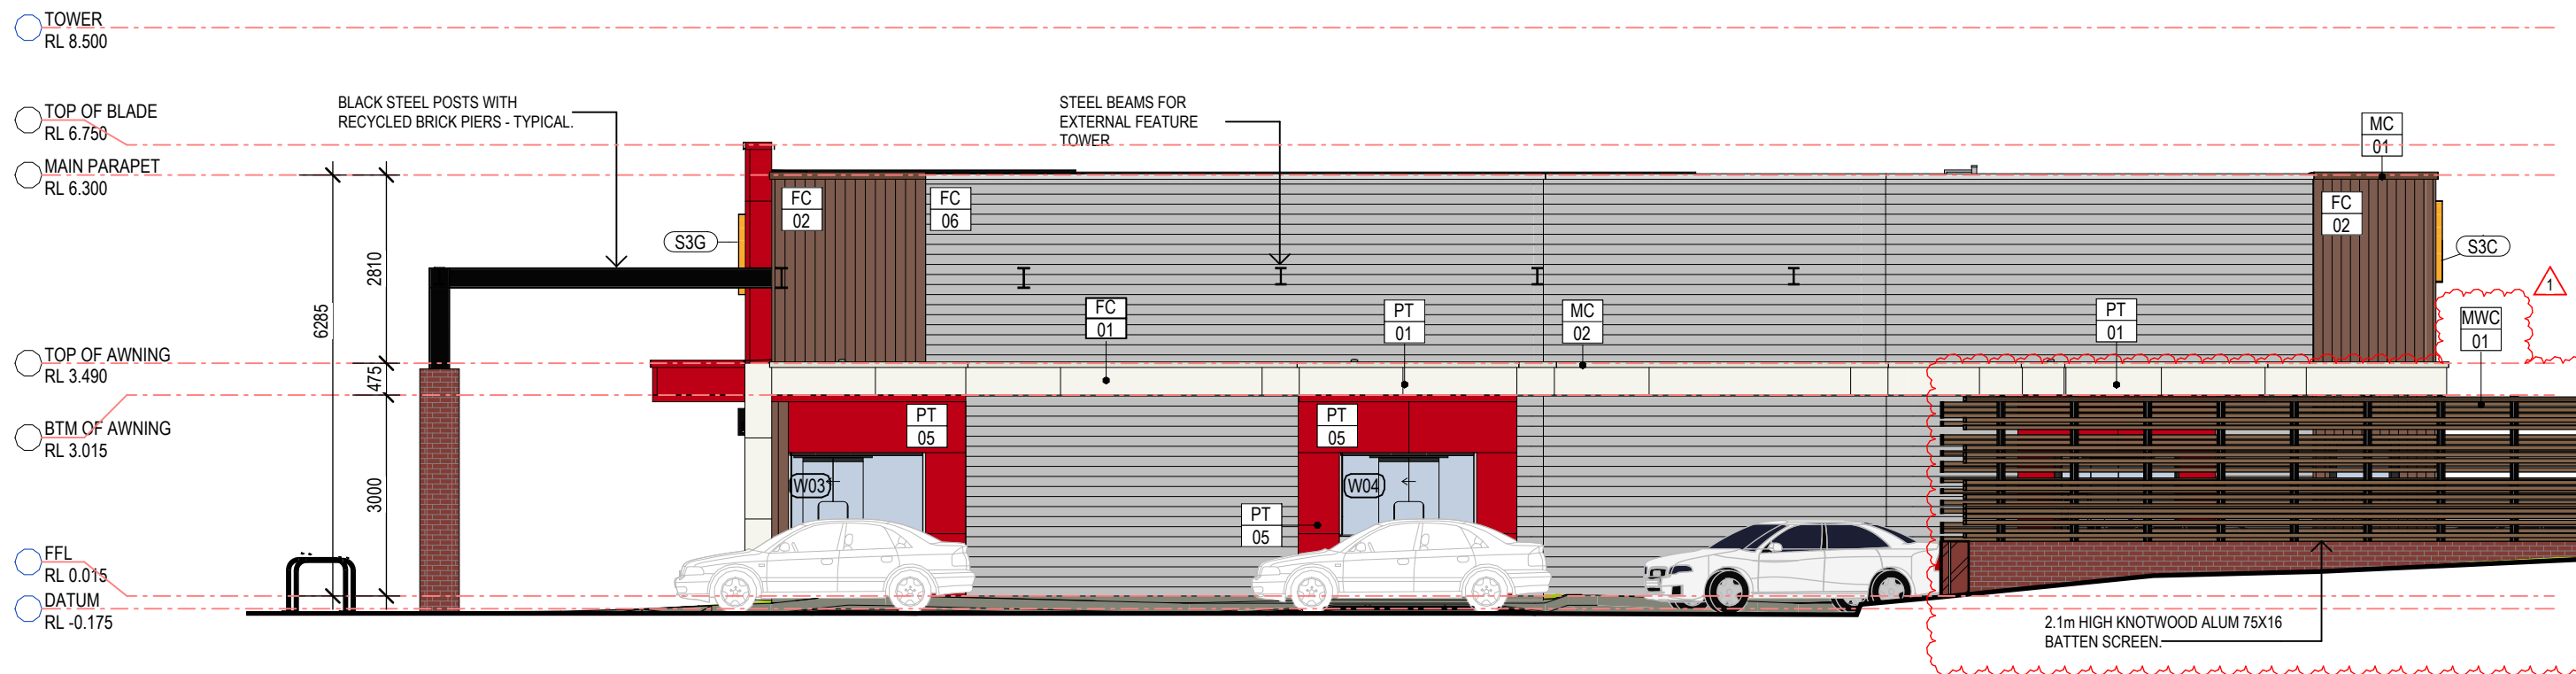 TOWER
RL 8.500
TOP OF BLADE
RL 6.750
MAIN PARAPET
RL 6.300
TOP OF AWNING
RL 3.490
BTM OF AWNING
RL 3.015
FFL
RL 0.015
DATUM
RL -0.175
6285
2810
475
3000
BLACK STEEL POSTS WITH
RECYCLED BRICK PIERS - TYPICAL.
STEEL BEAMS FOR
EXTERNAL FEATURE
TOWER
MC
01
FC
02
FC
06
FC
02
S3G
S3C
1
FC
01
PT
01
MC
02
PT
01
MWC
01
PT
05
PT
05
W03
W04
PT
05
2.1m HIGH KNOTWOOD ALUM 75X16
BATTEN SCREEN.